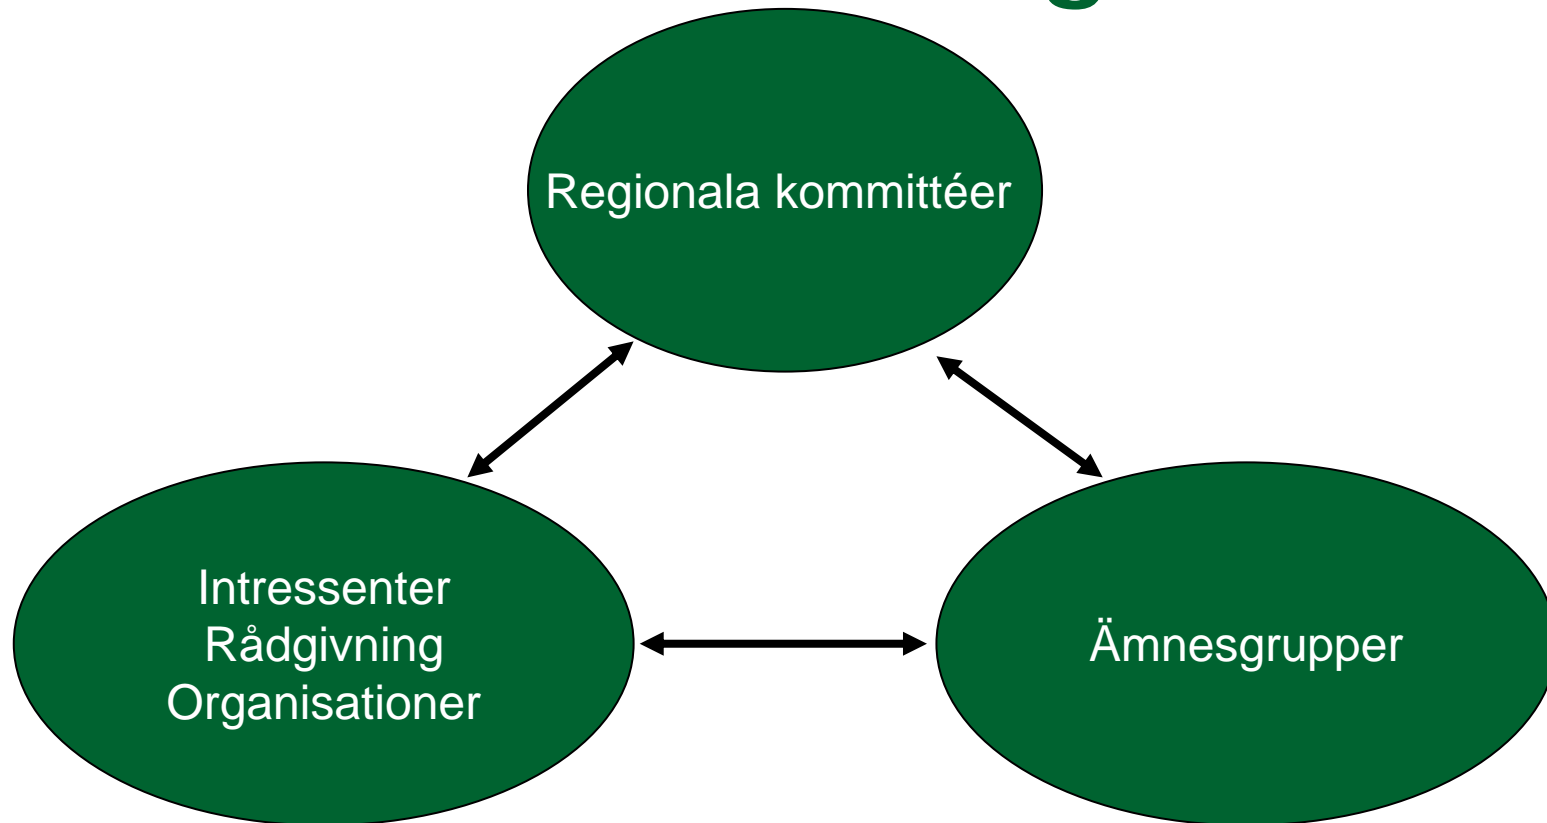 Regionala kommittéer
Intressenter
Rådgivning
Organisationer
Ämnesgrupper